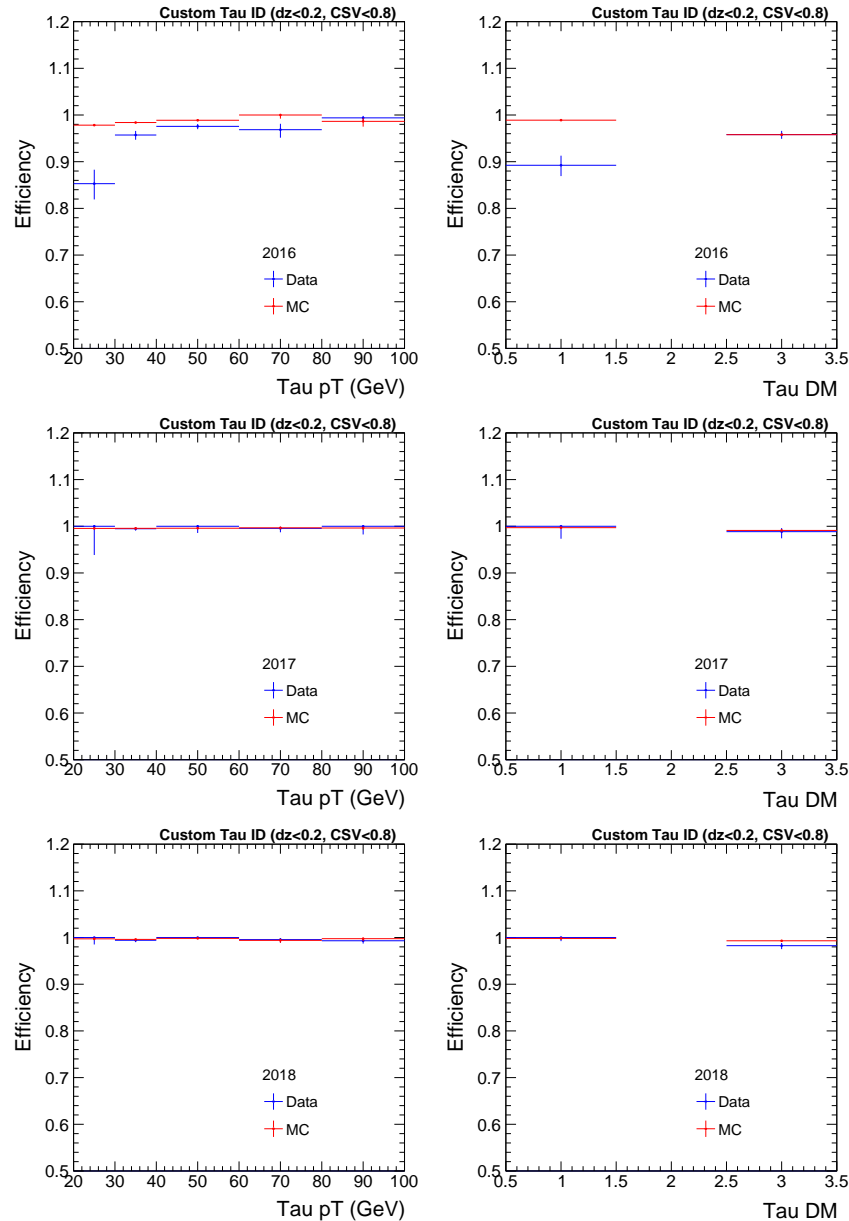 Custom Tau ID (dz<0.2, CSV<0.8)
Efficiency
1.2
1.1
1
0.9
0.8
0.7
0.6
0.5
2016
Data
MC
20 30 40 50 60 70 80 90 100
Tau pT (GeV)
Custom Tau ID (dz<0.2, CSV<0.8)
Efficiency
1.2
1.1
1
0.9
0.8
0.7
0.6
0.5
2016
Data
MC
0.5 1 1.5 2 2.5 3 3.5
Tau DM
Custom Tau ID (dz<0.2, CSV<0.8)
Efficiency
1.2
1.1
1
0.9
0.8
0.7
0.6
0.5
2017
Data
MC
20 30 40 50 60 70 80 90 100
Tau pT (GeV)
Custom Tau ID (dz<0.2, CSV<0.8)
Efficiency
1.2
1.1
1
0.9
0.8
0.7
0.6
0.5
2017
Data
MC
0.5 1 1.5 2 2.5 3 3.5
Tau DM
Custom Tau ID (dz<0.2, CSV<0.8)
Efficiency
1.2
1.1
1
0.9
0.8
0.7
0.6
0.5
2018
Data
MC
20 30 40 50 60 70 80 90 100
Tau pT (GeV)
Custom Tau ID (dz<0.2, CSV<0.8)
Efficiency
1.2
1.1
1
0.9
0.8
0.7
0.6
0.5
2018
Data
MC
0.5 1 1.5 2 2.5 3 3.5
Tau DM